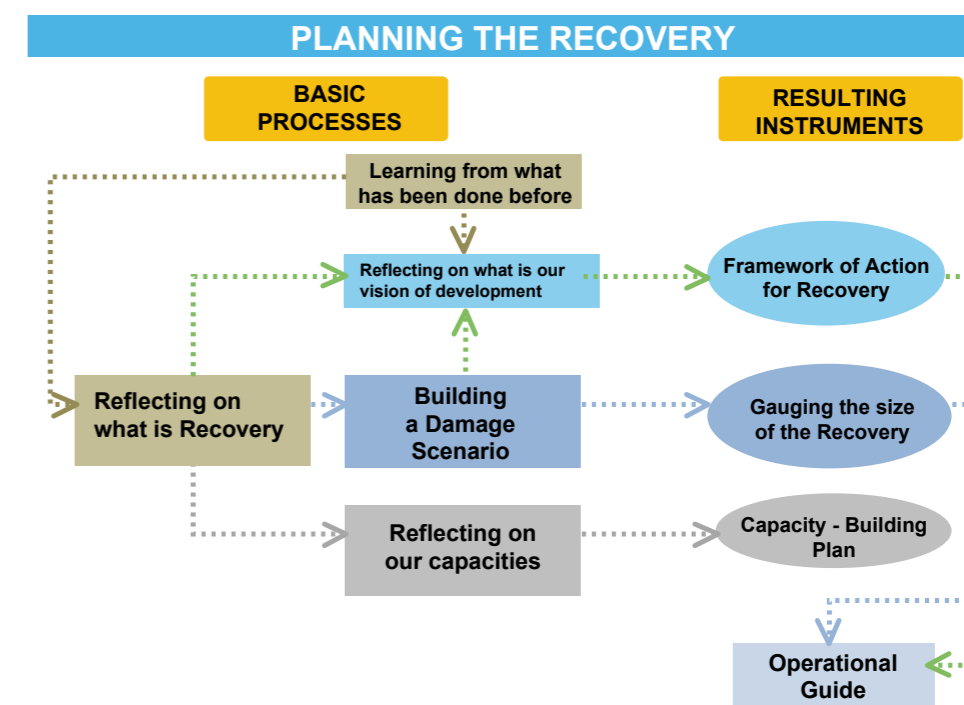 PLANNING THE RECOVERY
BASIC
PROCESSES
RESULTING
INSTRUMENTS
Learning from what
has been done before
Reflecting on what is our
vision of development
Framework of Action
for Recovery
Reflecting on
what is Recovery
Building
a Damage
Scenario
Gauging the size
of the Recovery
Reflecting on
our capacities
Capacity - Building
Plan
Operational
Guide